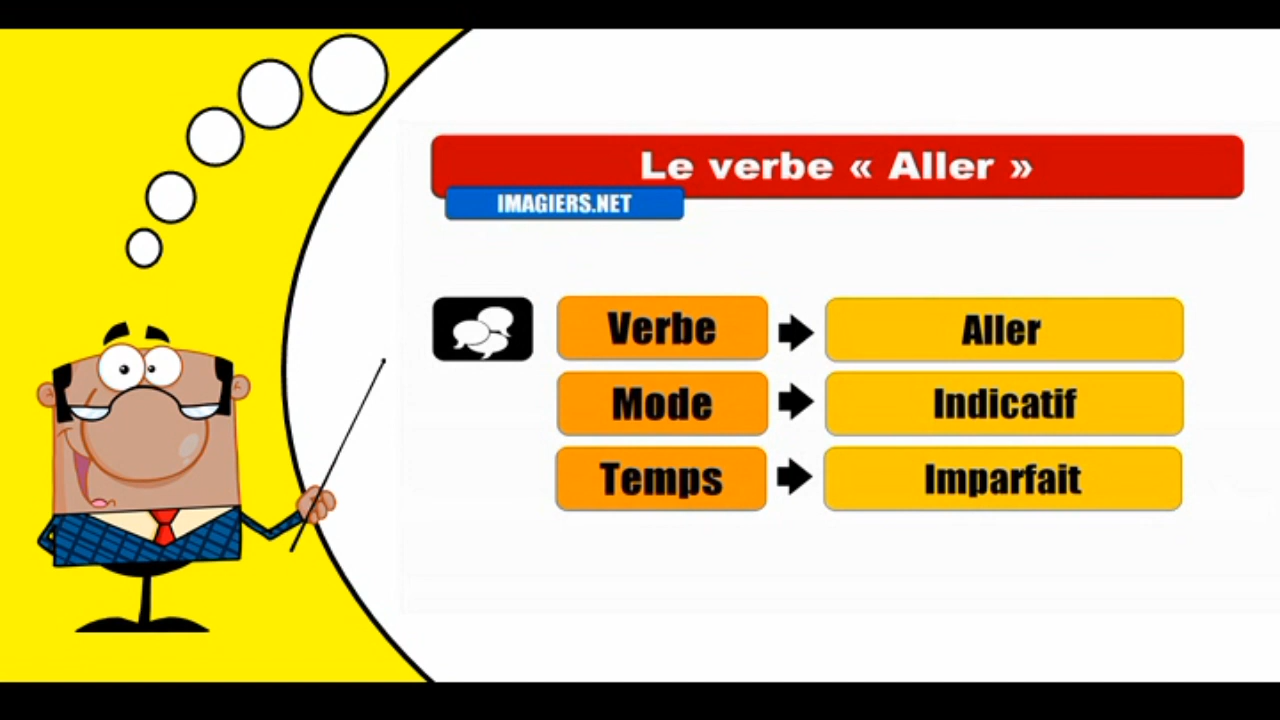 Le verbe « Aller »
IMAGIERS.NET
Verbe Aller
Mode Indicatif
Temps Imparfait